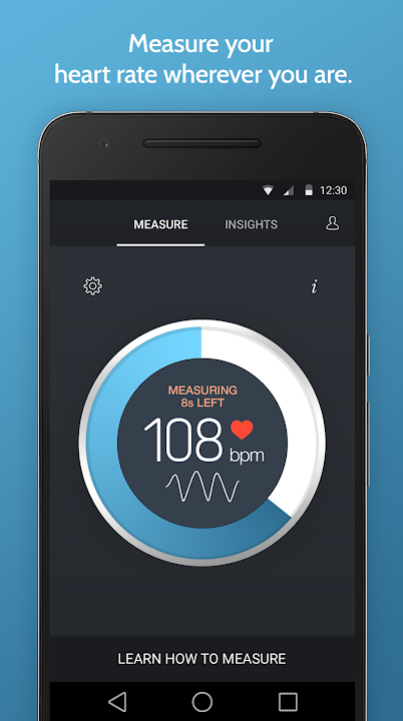 Measure your
heart rate wherever you are.
12:30
MEASURE INSIGHTS
i
MEASURING
8s LEFT
108 bpm
LEARN HOW TO MEASURE